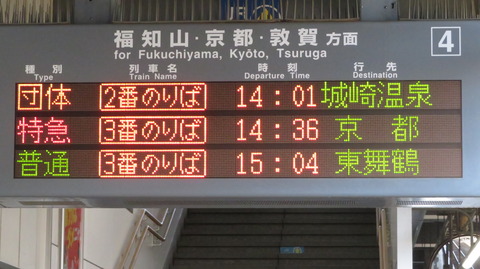 福知山・京都・敦賀 方面
for Fukuchiyama, Kyōto, Tsuruga
4
種別 列車名 時刻 行先
Type Train Name Departure Time Destination
団体 2番のりば 14:01 城崎温泉
特急 3番のりば 14:36 京都
普通 3番のりば 15:04 東舞鶴